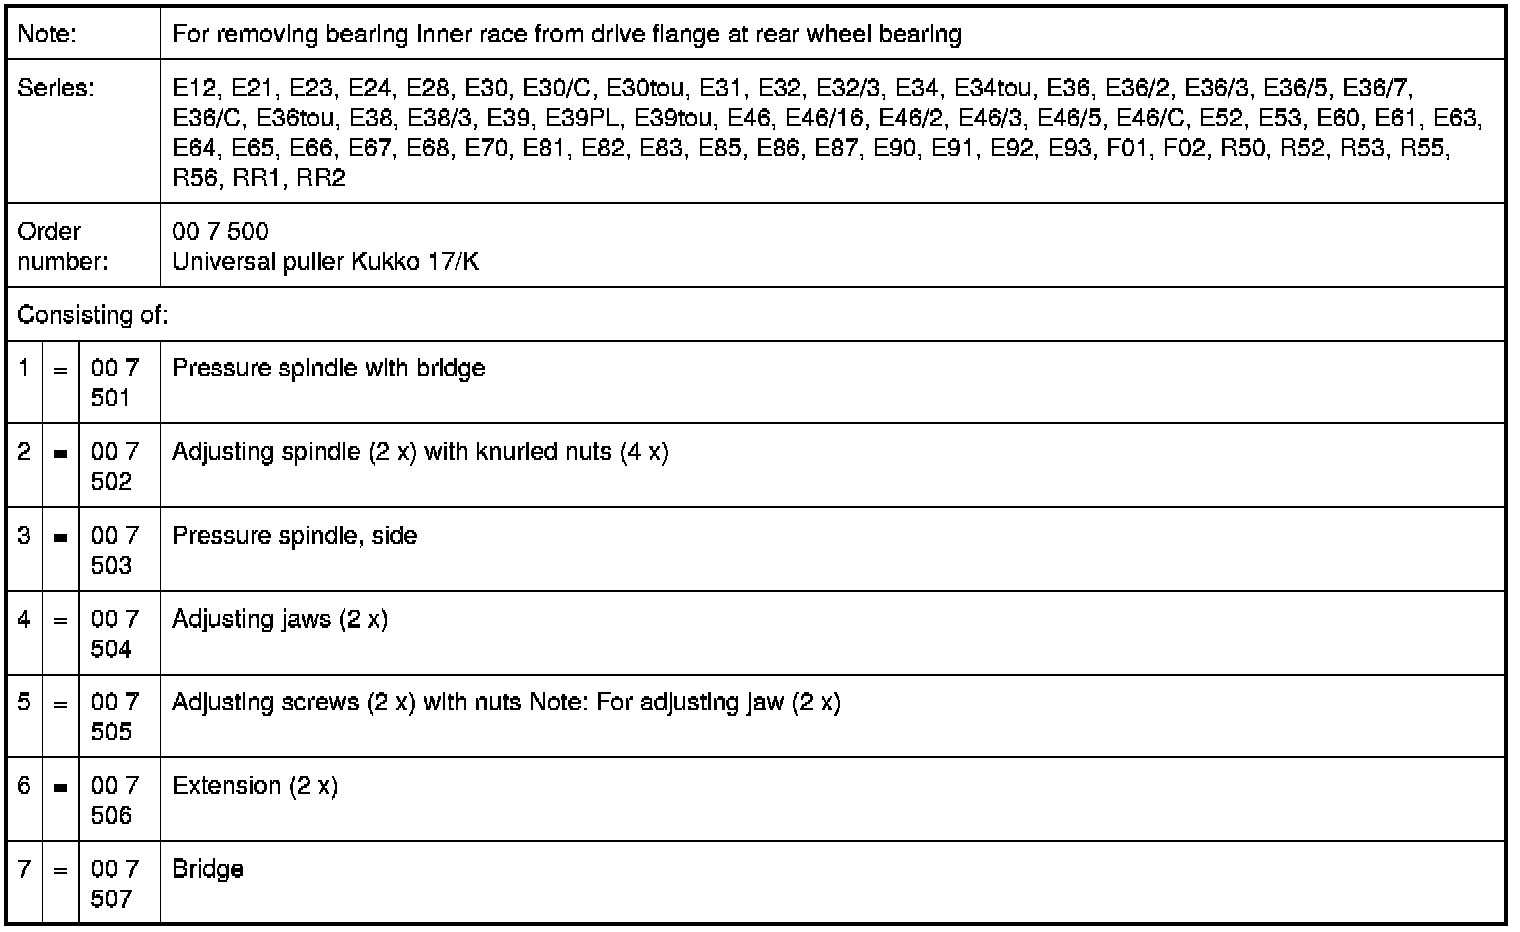 Note: For removing bearing inner race from drive flange at rear wheel bearing
Series: E12, E21, E23, E24, E28, E30, E30/C, E30tou, E31, E32, E32/3, E34, E34tou, E36, E36/2, E36/3, E36/5, E36/7,
E36/C, E36tou, E38, E38/3, E39, E39PL, E39tou, E46, E46/16, E46/2, E46/3, E46/5, E46/C, E52, E53, E60, E61, E63,
E64, E65, E66, E67, E68, E70, E81, E82, E83, E85, E86, E87, E90, E91, E92, E93, F01, F02, R50, R52, R53, R55,
R56, RR1, RR2
Order number: 00 7 500
Universal puller Kukko 17/K
Consisting of:
1 = 00 7 501 Pressure spindle with bridge
2 = 00 7 502 Adjusting spindle (2 x) with knurled nuts (4 x)
3 = 00 7 503 Pressure spindle, side
4 = 00 7 504 Adjusting jaws (2 x)
5 = 00 7 505 Adjusting screws (2 x) with nuts Note: For adjusting jaw (2 x)
6 = 00 7 506 Extension (2 x)
7 = 00 7 507 Bridge